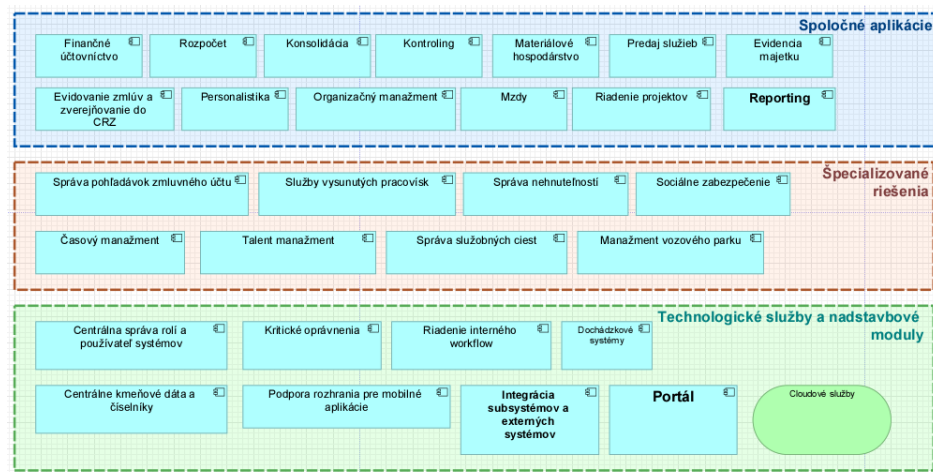 Spoločné aplikácie
Finančné
účtovníctvo
Rozpočet
Konsolidácia
Kontroling
Materiálové
hospodárstvo
Predaj služieb
Evidencia
majetku
Evidovanie zmlúv a
zverejňovanie do
CRZ
Personalistika
Organizačný manažment
Mzdy
Riadenie projektov
Reporting
Špecializované
riešenia
Správa pohľadávok zmluvného účtu
Služby vysunutých pracovísk
Správa nehnuteľností
Sociálne zabezpečenie
Časový manažment
Talent manažment
Správa služobných ciest
Manažment vozového parku
Technologické služby a nadstavbové
moduly
Centrálna správa rolí a
používateľ systémov
Kritické oprávnenia
Riadenie interného
workflow
Dochádzkové
systémy
Centrálne kmeňové dáta a
číselníky
Podpora rozhrania pre mobilné
aplikácie
Integrácia
subsystémov a
externých
systémov
Portál
Cloudové služby